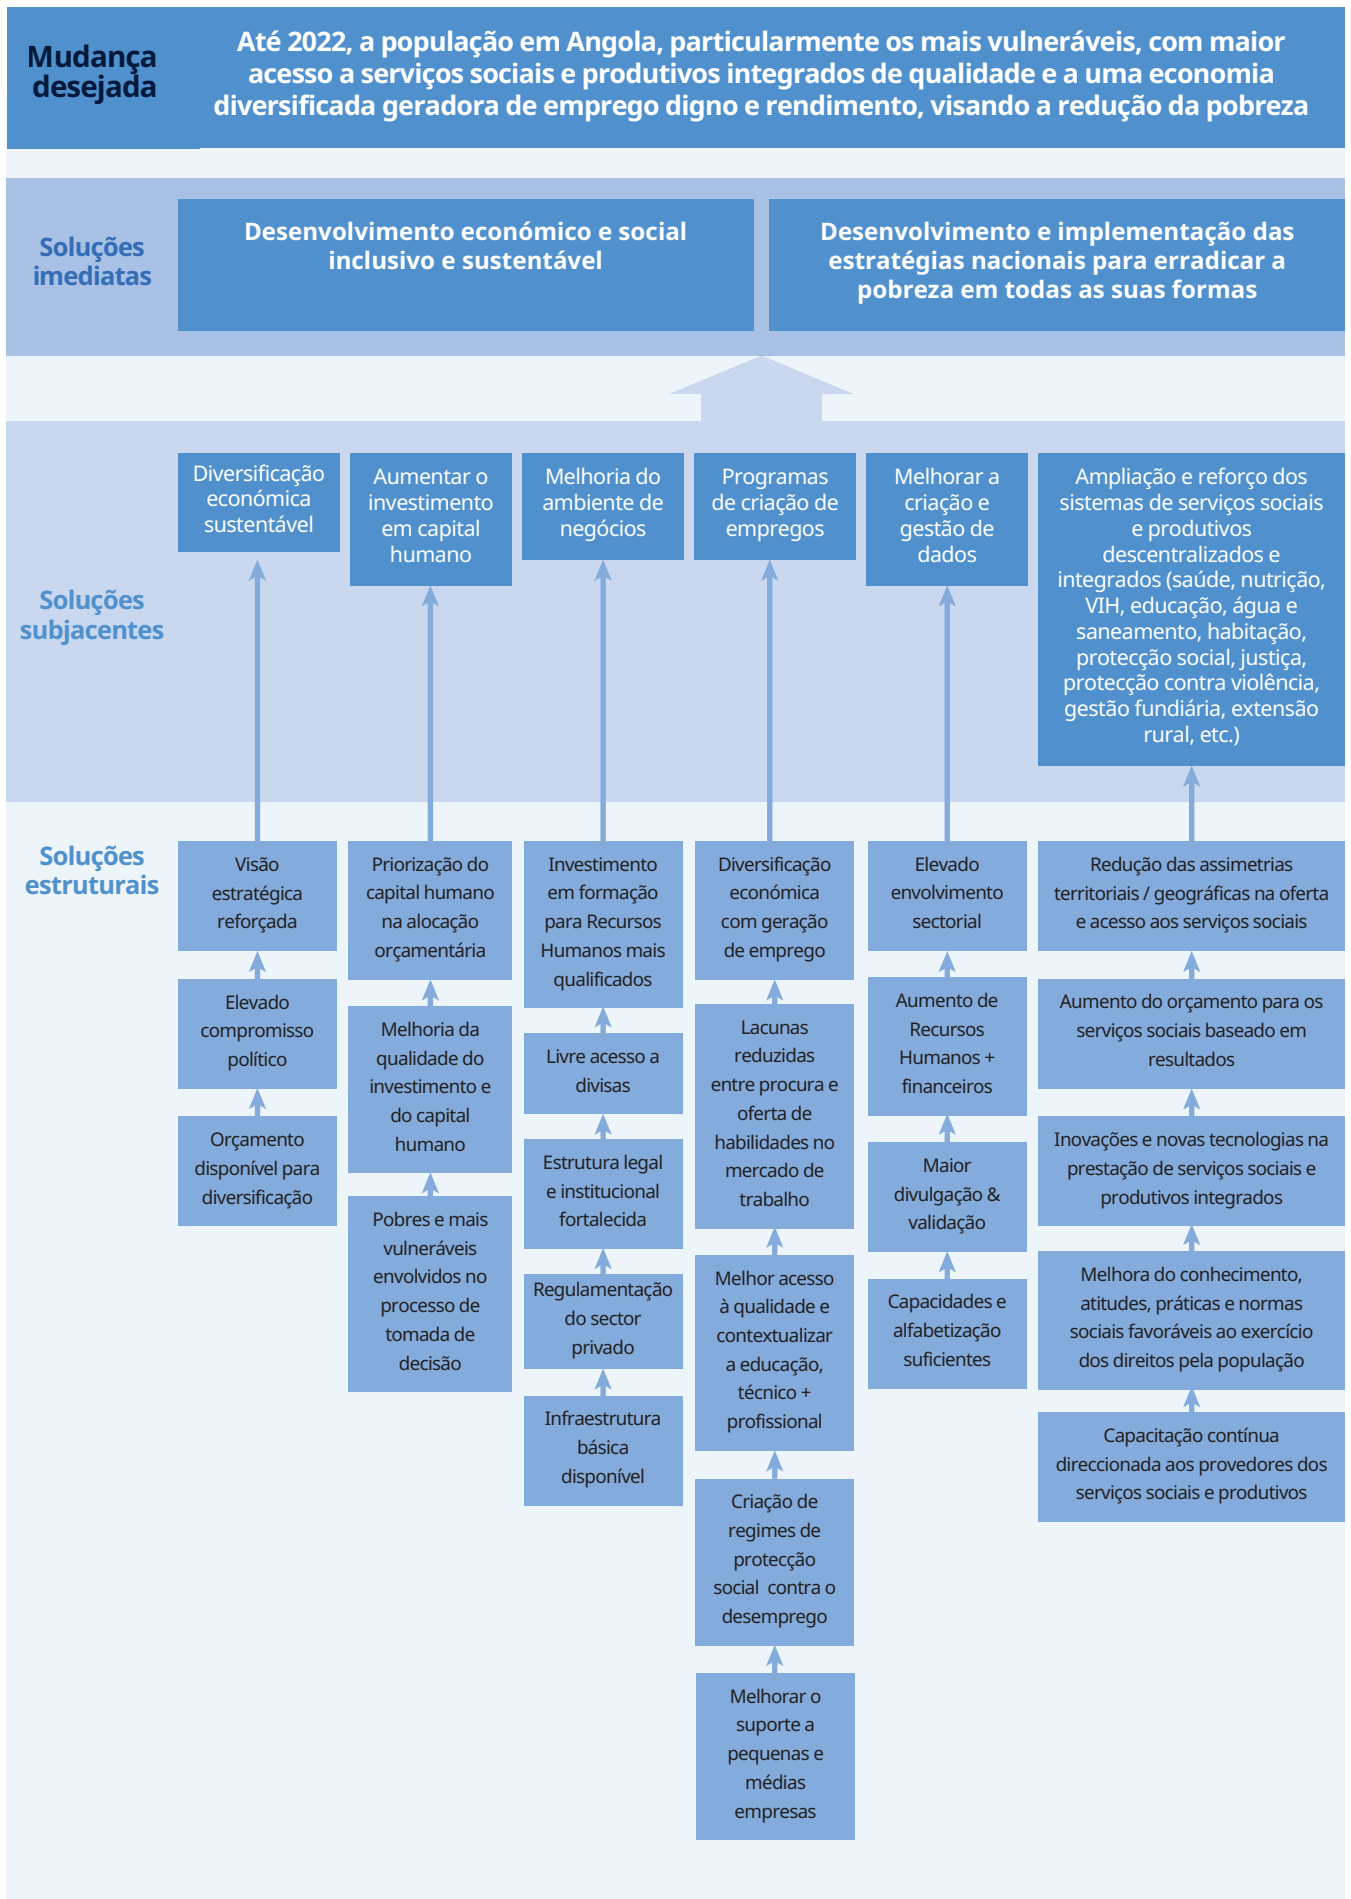 Mudança
desejada
Até 2022, a população em Angola, particularmente os mais vulneráveis, com maior
acesso a serviços sociais e produtivos integrados de qualidade e a uma economia
diversificada geradora de emprego digno e rendimento, visando a redução da pobreza
Soluções
imediatas
Desenvolvimento económico e social
inclusivo e sustentável
Desenvolvimento e implementação das
estratégias nacionais para erradicar a
pobreza em todas as suas formas
Soluções
subjacentes
Diversificação
económica
sustentável
Aumentar o
investimento
em capital
humano
Melhoria do
ambiente de
negócios
Programas
de criação de
empregos
Melhorar a
criação e
gestão de
dados
Ampliação e reforço dos
sistemas de serviços sociais
e produtivos
descentralizados e
integrados (saúde, nutrição,
VIH, educação, água e
saneamento, habitação,
protecção social, justiça,
protecção contra violência,
gestão fundiária, extensão
rural, etc.)
Soluções
estruturais
Visão
estratégica
reforçada
Elevado
compromisso
político
Orçamento
disponível para
diversificação
Priorização do
capital humano
na alocação
orçamentária
Melhoria da
qualidade do
investimento e
do capital
humano
Pobres e mais
vulneráveis
envolvidos no
processo de
tomada de
decisão
Investimento
em formação
para Recursos
Humanos mais
qualificados
Livre acesso a
divisas
Estrutura legal
e institucional
fortalecida
Regulamentação
do sector
privado
Infraestrutura
básica
disponível
Diversificação
económica
com geração
de emprego
Lacunas
reduzidas
entre procura e
oferta de
habilidades no
mercado de
trabalho
Melhor acesso
à qualidade e
contextualizar
a educação,
técnico +
profissional
Criação de
regimes de
protecção
social contra o
desemprego
Melhorar o
suporte a
pequenas e
médias
empresas
Elevado
envolvimento
sectorial
Aumento de
Recursos
Humanos +
financeiros
Maior
divulgação &
validação
Capacidades e
alfabetização
suficientes
Redução das assimetrias
territoriais / geográficas na oferta
e acesso aos serviços sociais
Aumento do orçamento para os
serviços sociais baseado em
resultados
Inovações e novas tecnologias na
prestação de serviços sociais e
produtivos integrados
Melhora do conhecimento,
atitudes, práticas e normas
sociais favoráveis ao exercício
dos direitos pela população
Capacitação contínua
direccionada aos provedores dos
serviços sociais e produtivos